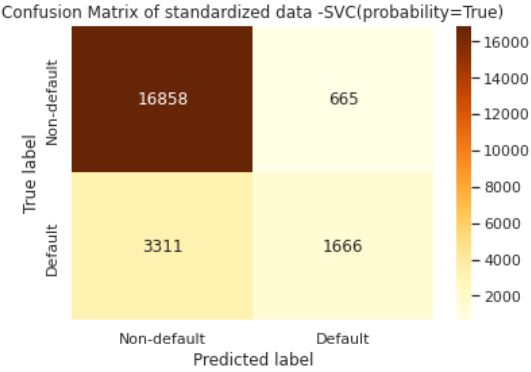 Confusion Matrix of standardized data -SVC(probability=True)
True label
Non-default
16858
665
Default
3311
1666
Non-default
Default
Predicted label
16000
14000
12000
10000
8000
6000
4000
2000